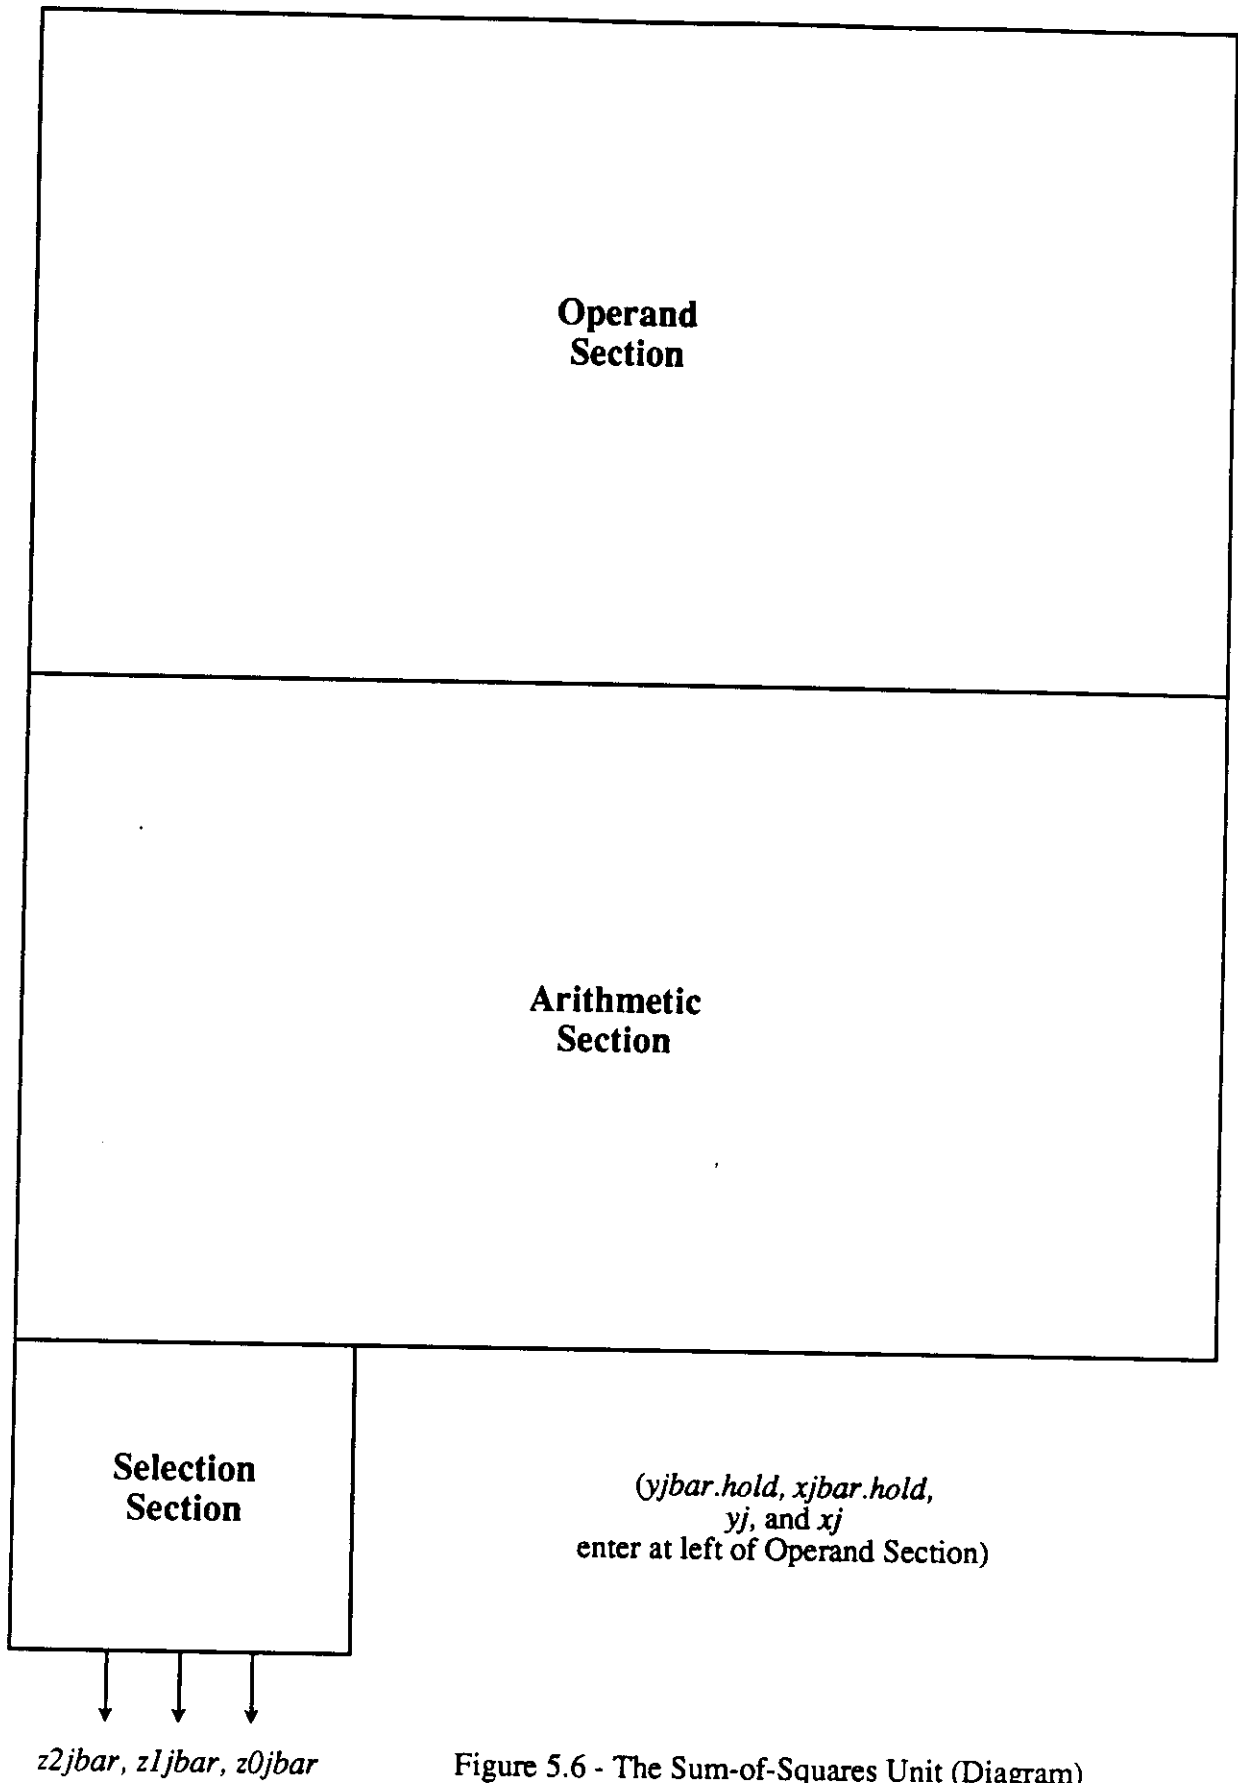 Operand
Section
Arithmetic
Section
Selection
Section
(yjbar.hold, xjbar.hold,
yj, and xj
enter at left of Operand Section)
z2jbar, z1jbar, z0jbar
Figure 5.6 - The Sum-of-Squares Unit (Diagram)